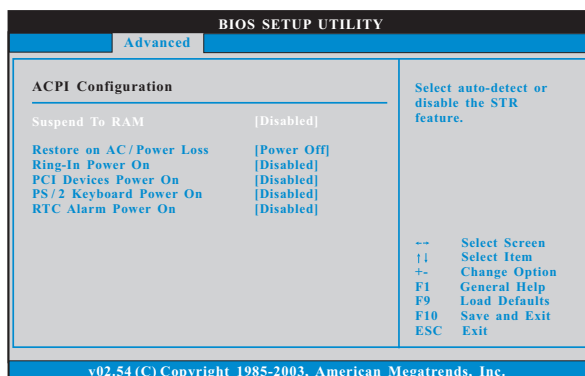 BIOS SETUP UTILITY
Advanced
ACPI Configuration
Suspend To RAM [Disabled]
Restore on AC / Power Loss [Power Off]
Ring-In Power On [Disabled]
PCI Devices Power On [Disabled]
PS / 2 Keyboard Power On [Disabled]
RTC Alarm Power On [Disabled]
Select auto-detect or
disable the STR
feature.
←→ Select Screen
↑↓ Select Item
+- Change Option
F1 General Help
F9 Load Defaults
F10 Save and Exit
ESC Exit
v02.54 (C) Copyright 1985-2003, American Megatrends, Inc.